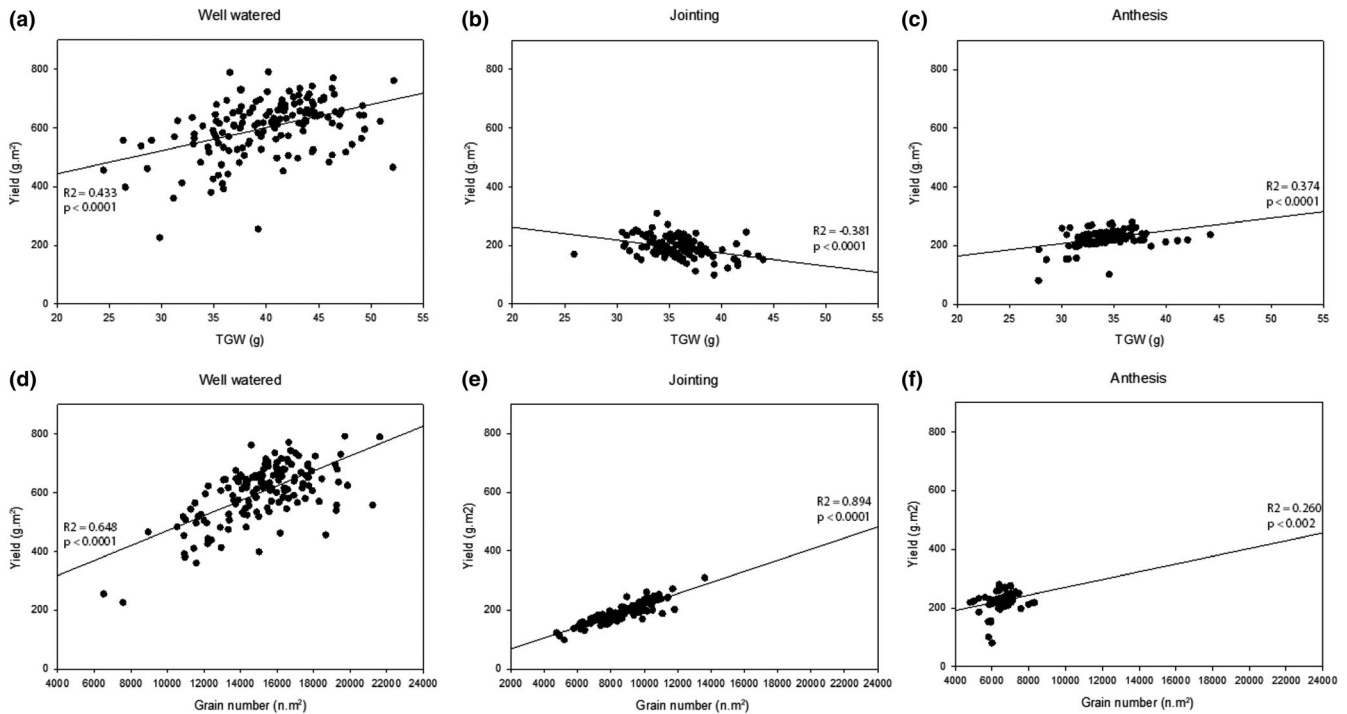 (a)
Well watered
800
600
400
200
0
Yield (g.m²)
R2 = 0.433
p < 0.0001
20 25 30 35 40 45 50 55
TGW (g)
(b)
Jointing
800
600
400
200
0
Yield (g.m²)
R2 = -0.381
p < 0.0001
20 25 30 35 40 45 50 55
TGW (g)
(c)
Anthesis
800
600
400
200
0
Yield (g.m²)
R2 = 0.374
p < 0.0001
20 25 30 35 40 45 50 55
TGW (g)
(d)
Well watered
800
600
400
200
0
Yield (g.m²)
R2 = 0.648
p < 0.0001
4000 6000 8000 10000 12000 14000 16000 18000 20000 22000 24000
Grain number (n.m²)
(e)
Jointing
800
600
400
200
0
Yield (g.m2)
R2 = 0.894
p < 0.0001
2000 4000 6000 8000 10000 12000 14000 16000 18000 20000 22000 24000
Grain number (n.m²)
(f)
Anthesis
800
600
400
200
0
Yield (g.m2)
R2 = 0.260
p < 0.002
4000 6000 8000 10000 12000 14000 16000 18000 20000 22000 24000
Grain number (n.m²)